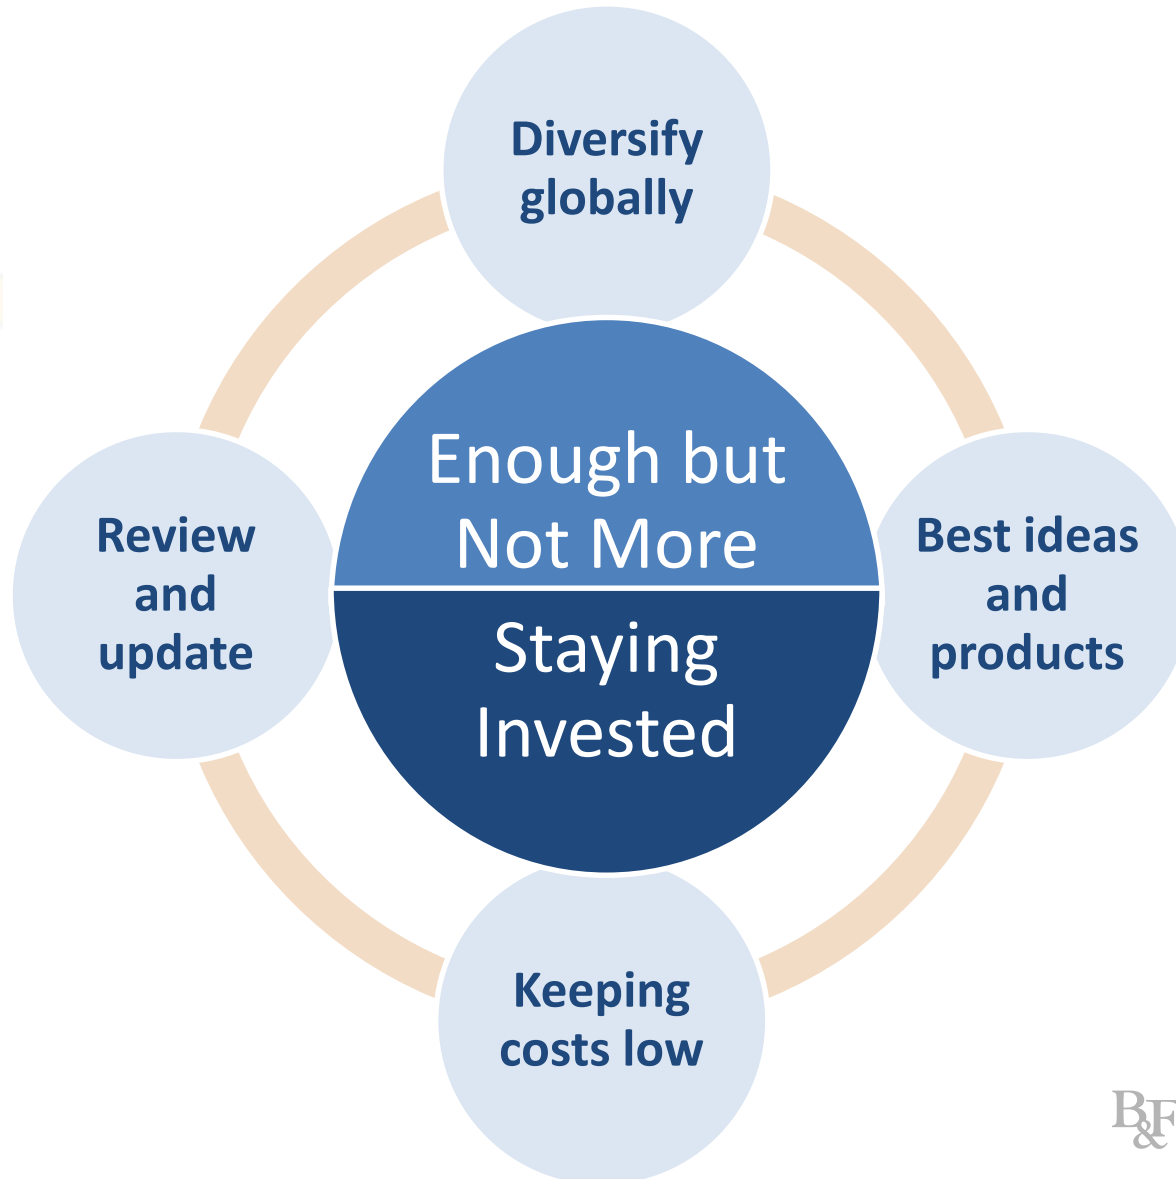 Diversify
globally
Enough but
Not More
Staying
Invested
Review
and
update
Best ideas
and
products
Keeping
costs low
B&F